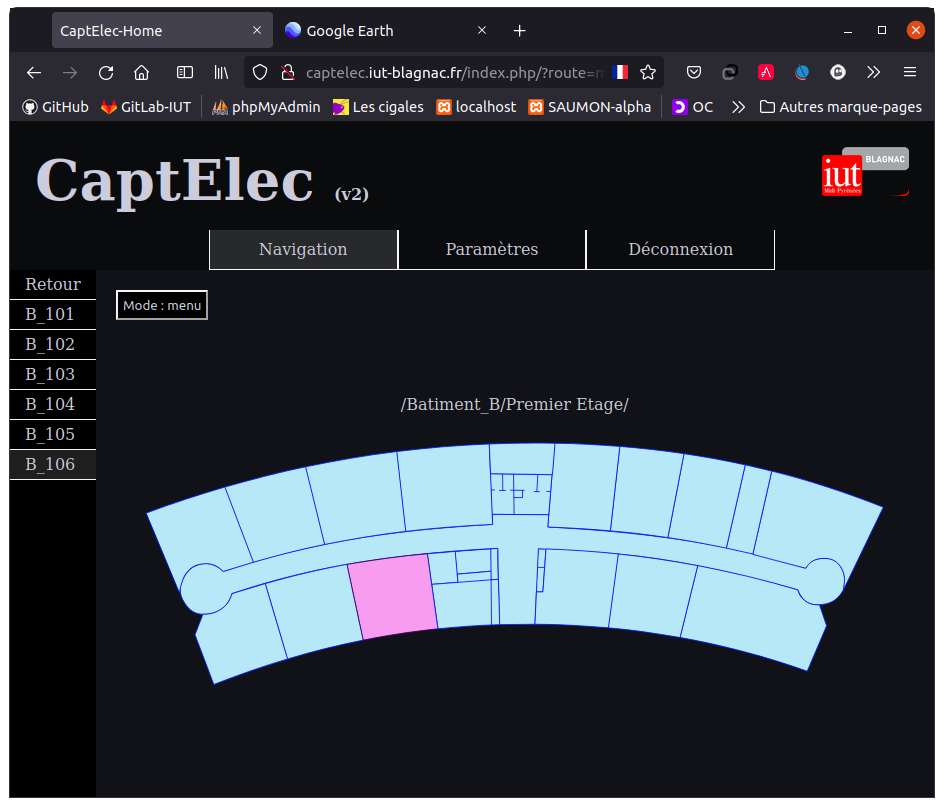 CaptElec-Home
Google Earth
captelec.iut-blagnac.fr/index.php/?route=
GitHub GitLab-IUT phpMyAdmin Les cigales localhost SAUMON-alpha OC Autres marque-pages
CaptElec (v2)
BLAGNAC
iut
Midi-Pyrénées
Navigation Paramètres Déconnexion
Retour
Mode : menu
B_101
B_102
B_103
B_104
/Batiment_B/Premier Etage/
B_105
B_106